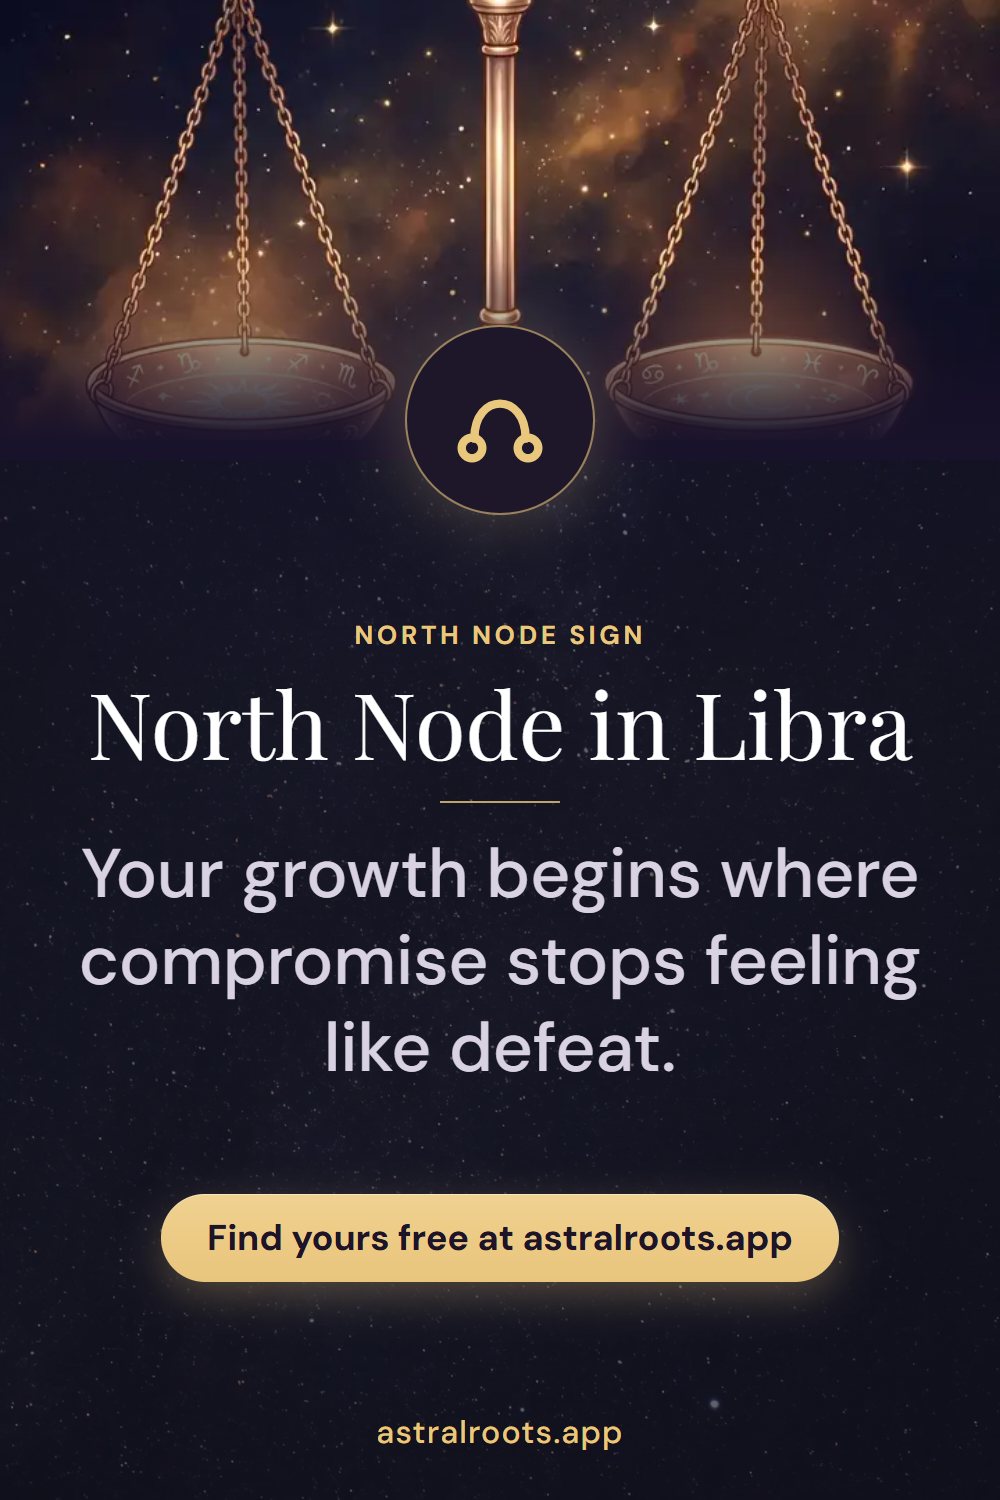 NORTH NODE SIGN
North Node in Libra
Your growth begins where
compromise stops feeling
like defeat.
Find yours free at astralroots.app
astralroots.app